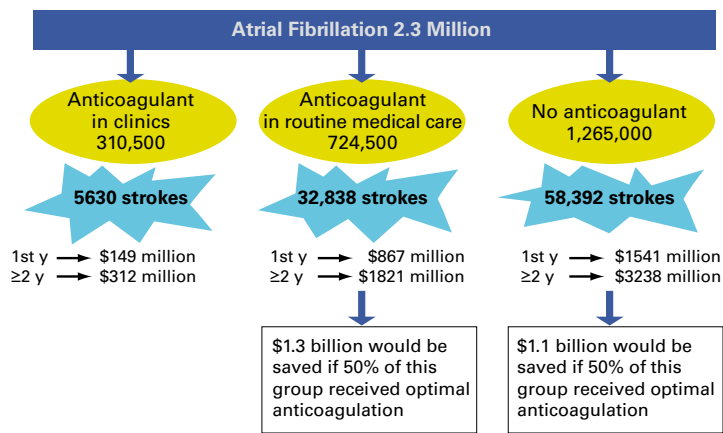 Atrial Fibrillation 2.3 Million
Anticoagulant
in clinics
310,500
Anticoagulant
in routine medical care
724,500
No anticoagulant
1,265,000
5630 strokes
32,838 strokes
58,392 strokes
1st y $149 million
≥2 y $312 million
1st y $867 million
≥2 y $1821 million
1st y $1541 million
≥2 y $3238 million
$1.3 billion would be
saved if 50% of this
group received optimal
anticoagulation
$1.1 billion would be
saved if 50% of this
group received optimal
anticoagulation